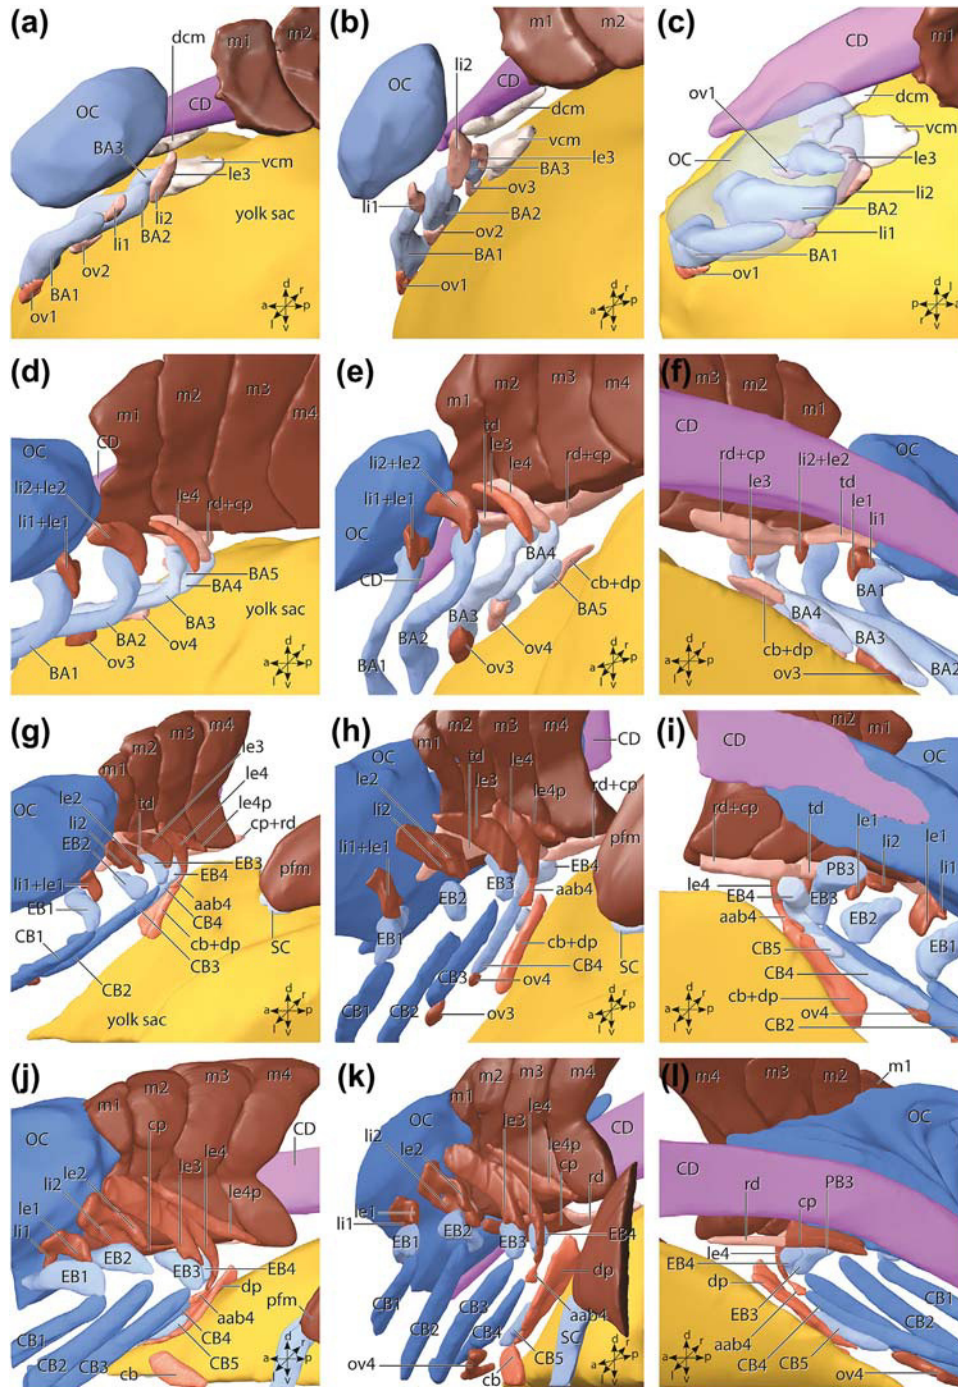 (a)
dcm
m1
m2
OC
CD
BA3
vcm
le3
li2
BA2
li1
ov2
BA1
ov1
yolk sac
d
r
a
p
l
v
(b)
m1
m2
li2
OC
CD
dcm
vcm
le3
BA3
ov3
li1
BA2
ov2
BA1
ov1
d
r
a
p
l
v
(c)
CD
m1
ov1
dcm
vcm
OC
le3
li2
BA2
li1
BA1
ov1
d
l
p
a
r
v
(d)
m1
m2
m3
m4
CD
OC
li2+le2
le4
rd+cp
li1+le1
BA5
BA4
BA3
yolk sac
BA2
ov4
BA1
ov3
d
r
a
p
l
v
(e)
m1
m2
m3
m4
td
le3
rd+cp
li2+le2
le4
li1+le1
OC
BA4
CD
cb+dp
BA5
BA3
BA2
ov4
BA1
ov3
d
r
a
p
l
v
(f)
m3
m2
m1
CD
OC
rd+cp
li2+le2
td
le3
le1
li1
BA1
BA4
BA3
cb+dp
BA2
ov3
d
r
a
p
l
v
(g)
m4
m3
m2
m1
OC
le3
le4
le2
td
li2
le4p
EB2
cp+rd
EB3
pfm
li1+le1
EB4
aab4
EB1
CB4
CB1
cb+dp
SC
CB3
CB2
yolk sac
d
r
a
p
l
v
(h)
m1
m2
m3
m4
OC
td
CD
le2
le3
le4
li2
le4p
rd+cp
pfm
li1+le1
EB4
EB3
EB2
aab4
EB1
cb+dp
SC
CB3
CB4
CB1
CB2
ov4
ov3
d
r
a
p
l
v
(i)
m2
m1
CD
OC
rd+cp
td
le1
li2
le1
PB3
li1
le4
EB4
EB3
aab4
EB2
EB1
CB5
CB4
cb+dp
ov4
CB2
d
r
a
p
l
v
(j)
m2
m3
m4
m1
OC
cp
CD
le3
le4
le2
li2
le4p
le1
li1
EB2
EB1
EB3
EB4
dp
aab4
pfm
CB1
CB4
CB2
CB5
CB3
cb
d
r
a
p
l
v
(k)
m2
m3
m4
m1
OC
le3
le4
CD
li2
le2
le4p
cp
rd
le1
li1
EB2
EB1
EB3
EB4
dp
CB3
CB1
aab4
CB2
CB4
SC
CB5
ov4
cb
d
r
a
p
l
v
(l)
m1
m4
m3
m2
OC
CD
rd
cp
PB3
le4
EB4
dp
CB1
EB3
CB2
aab4
CB4
CB5
ov4
d
r
a
p
l
v